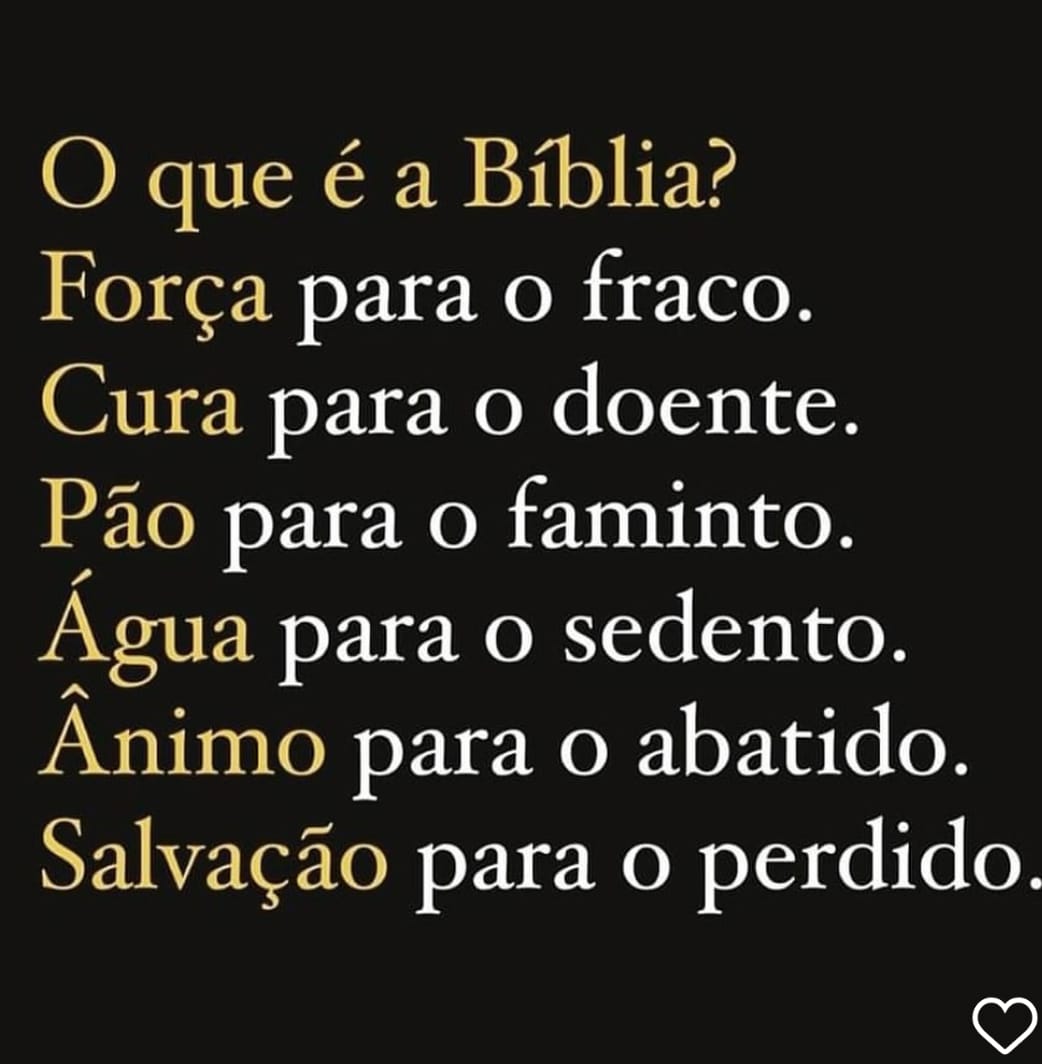 O que é a Bíblia?
Força para o fraco.
Cura para o doente.
Pão para o faminto.
Água para o sedento.
Ânimo para o abatido.
Salvação para o perdido.